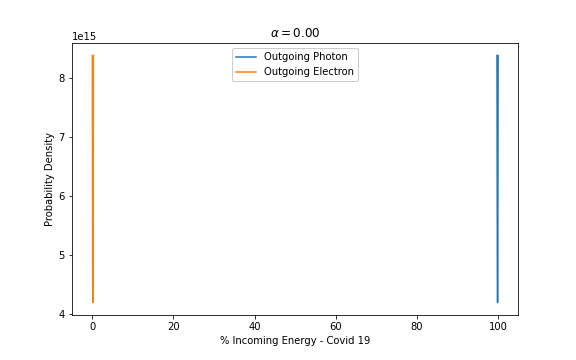 α = 0.00
1e15
Outgoing Photon
Outgoing Electron
8
7
6
5
4
Probability Density
0 20 40 60 80 100
% Incoming Energy - Covid 19